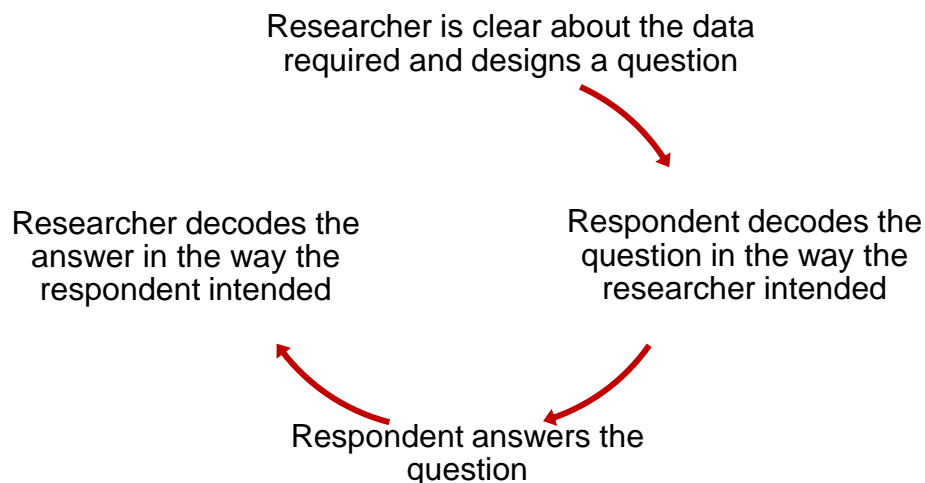 Researcher is clear about the data
required and designs a question
Respondent decodes the
question in the way the
researcher intended
Respondent answers the
question
Researcher decodes the
answer in the way the
respondent intended